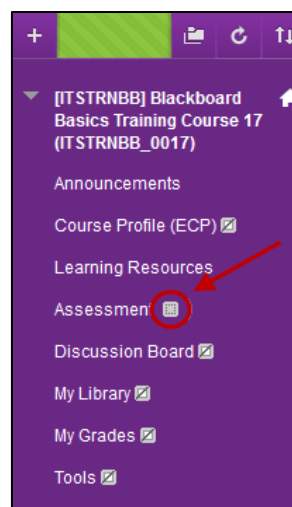 [ITSTRNBB] Blackboard
Basics Training Course 17
(ITSTRNBB_0017)
Announcements
Course Profile (ECP)
Learning Resources
Assessment
Discussion Board
My Library
My Grades
Tools